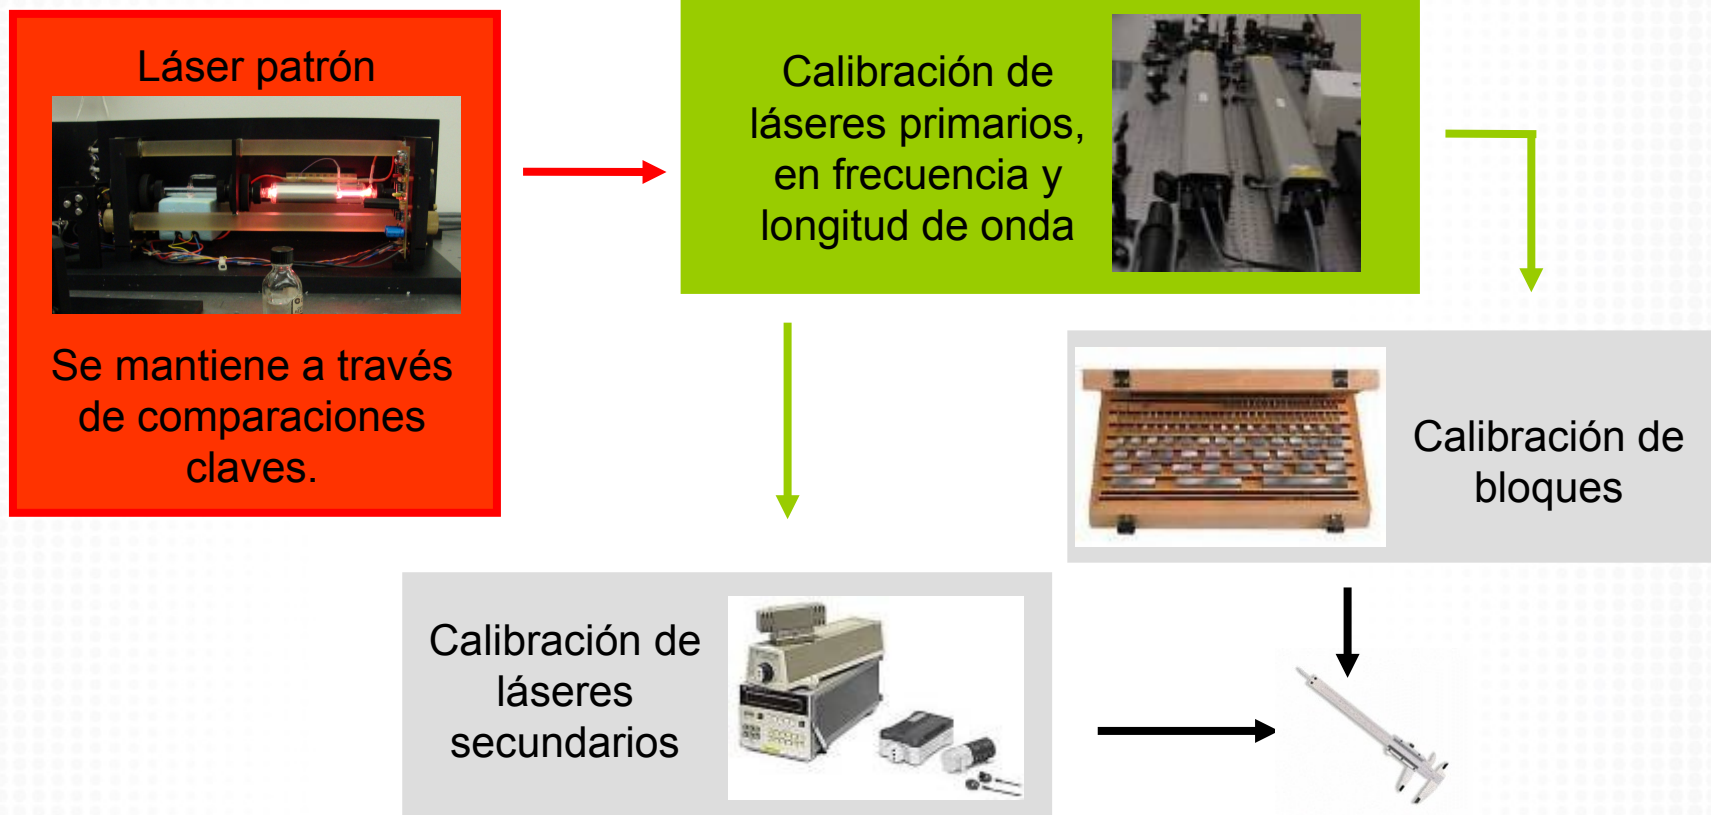 Láser patrón
Se mantiene a través
de comparaciones
claves.
Calibración de
láseres primarios,
en frecuencia y
longitud de onda
Calibración de
bloques
Calibración de
láseres
secundarios